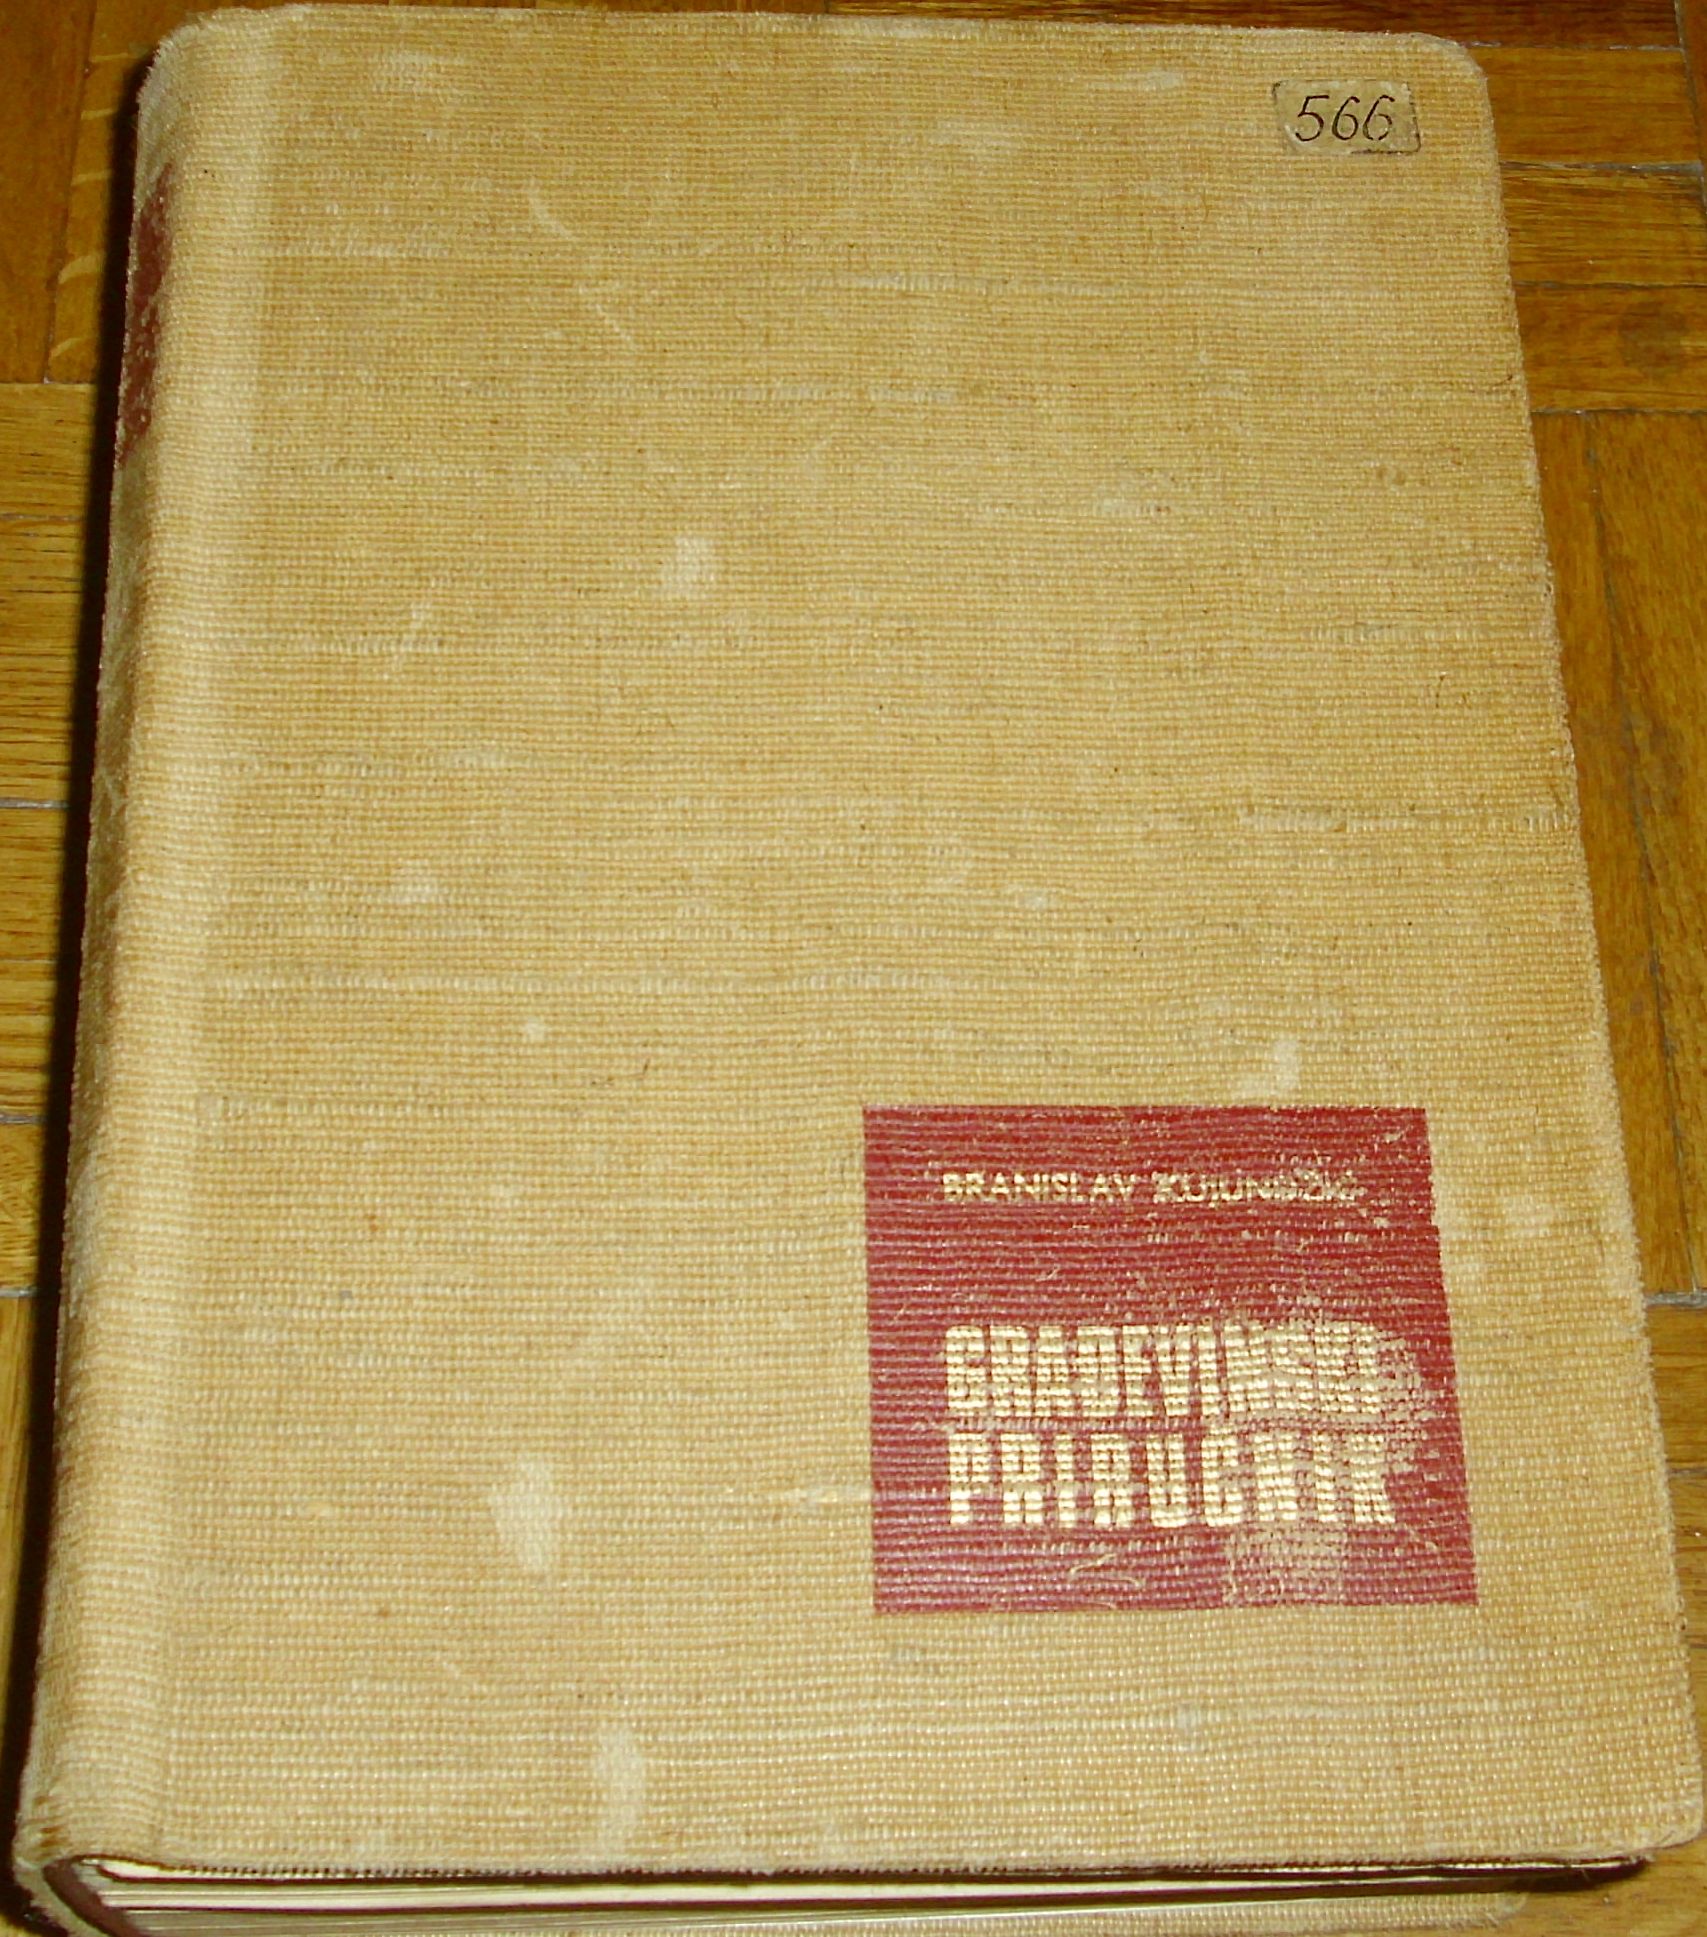 566
BRANISLAV KUJUNDŽIĆ
GRAĐEVINSKI
PRIRUČNIK